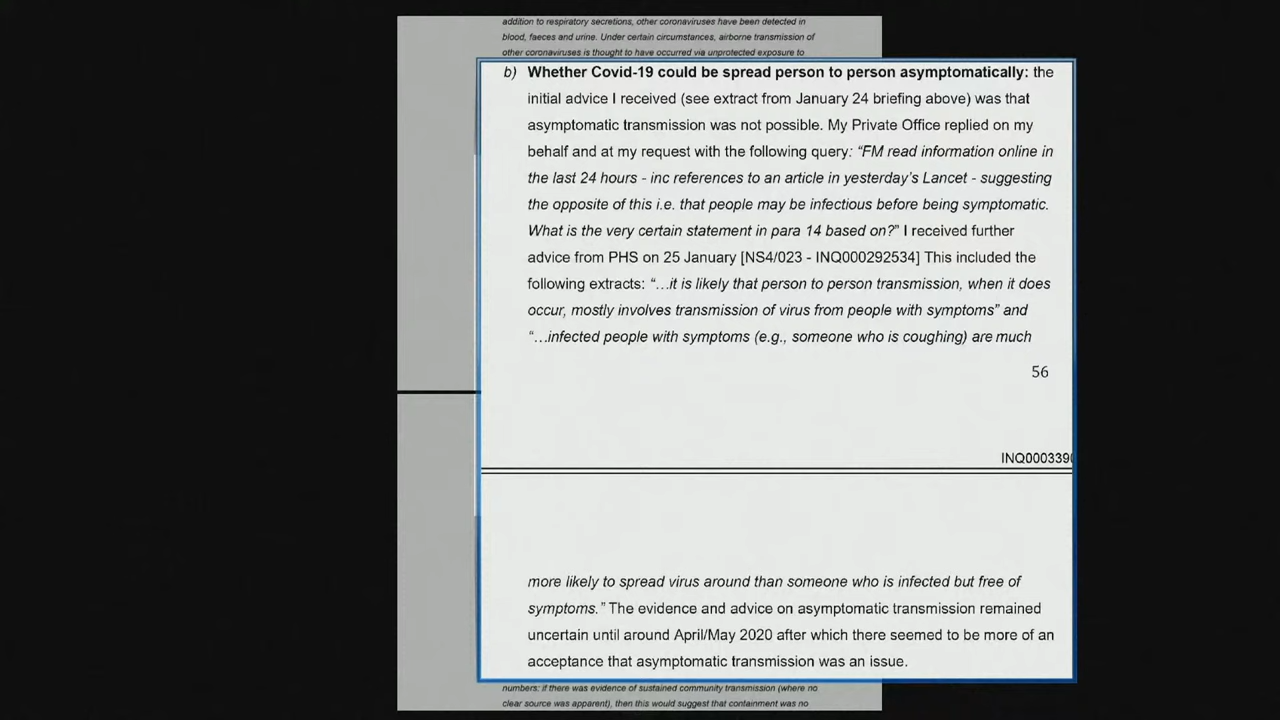 addition to respiratory secretions, other coronaviruses have been detected in
blood, faeces and urine. Under certain circumstances, airborne transmission of
other coronaviruses is thought to have occurred via unprotected exposure to
b) Whether Covid-19 could be spread person to person asymptomatically: the
initial advice I received (see extract from January 24 briefing above) was that
asymptomatic transmission was not possible. My Private Office replied on my
behalf and at my request with the following query: “FM read information online in
the last 24 hours - inc references to an article in yesterday’s Lancet - suggesting
the opposite of this i.e. that people may be infectious before being symptomatic.
What is the very certain statement in para 14 based on?” I received further
advice from PHS on 25 January [NS4/023 - INQ000292534] This included the
following extracts: “…it is likely that person to person transmission, when it does
occur, mostly involves transmission of virus from people with symptoms” and
“…infected people with symptoms (e.g., someone who is coughing) are much
56
INQ0003390
more likely to spread virus around than someone who is infected but free of
symptoms.” The evidence and advice on asymptomatic transmission remained
uncertain until around April/May 2020 after which there seemed to be more of an
acceptance that asymptomatic transmission was an issue.
numbers: if there was evidence of sustained community transmission (where no
clear source was apparent), then this would suggest that containment was no